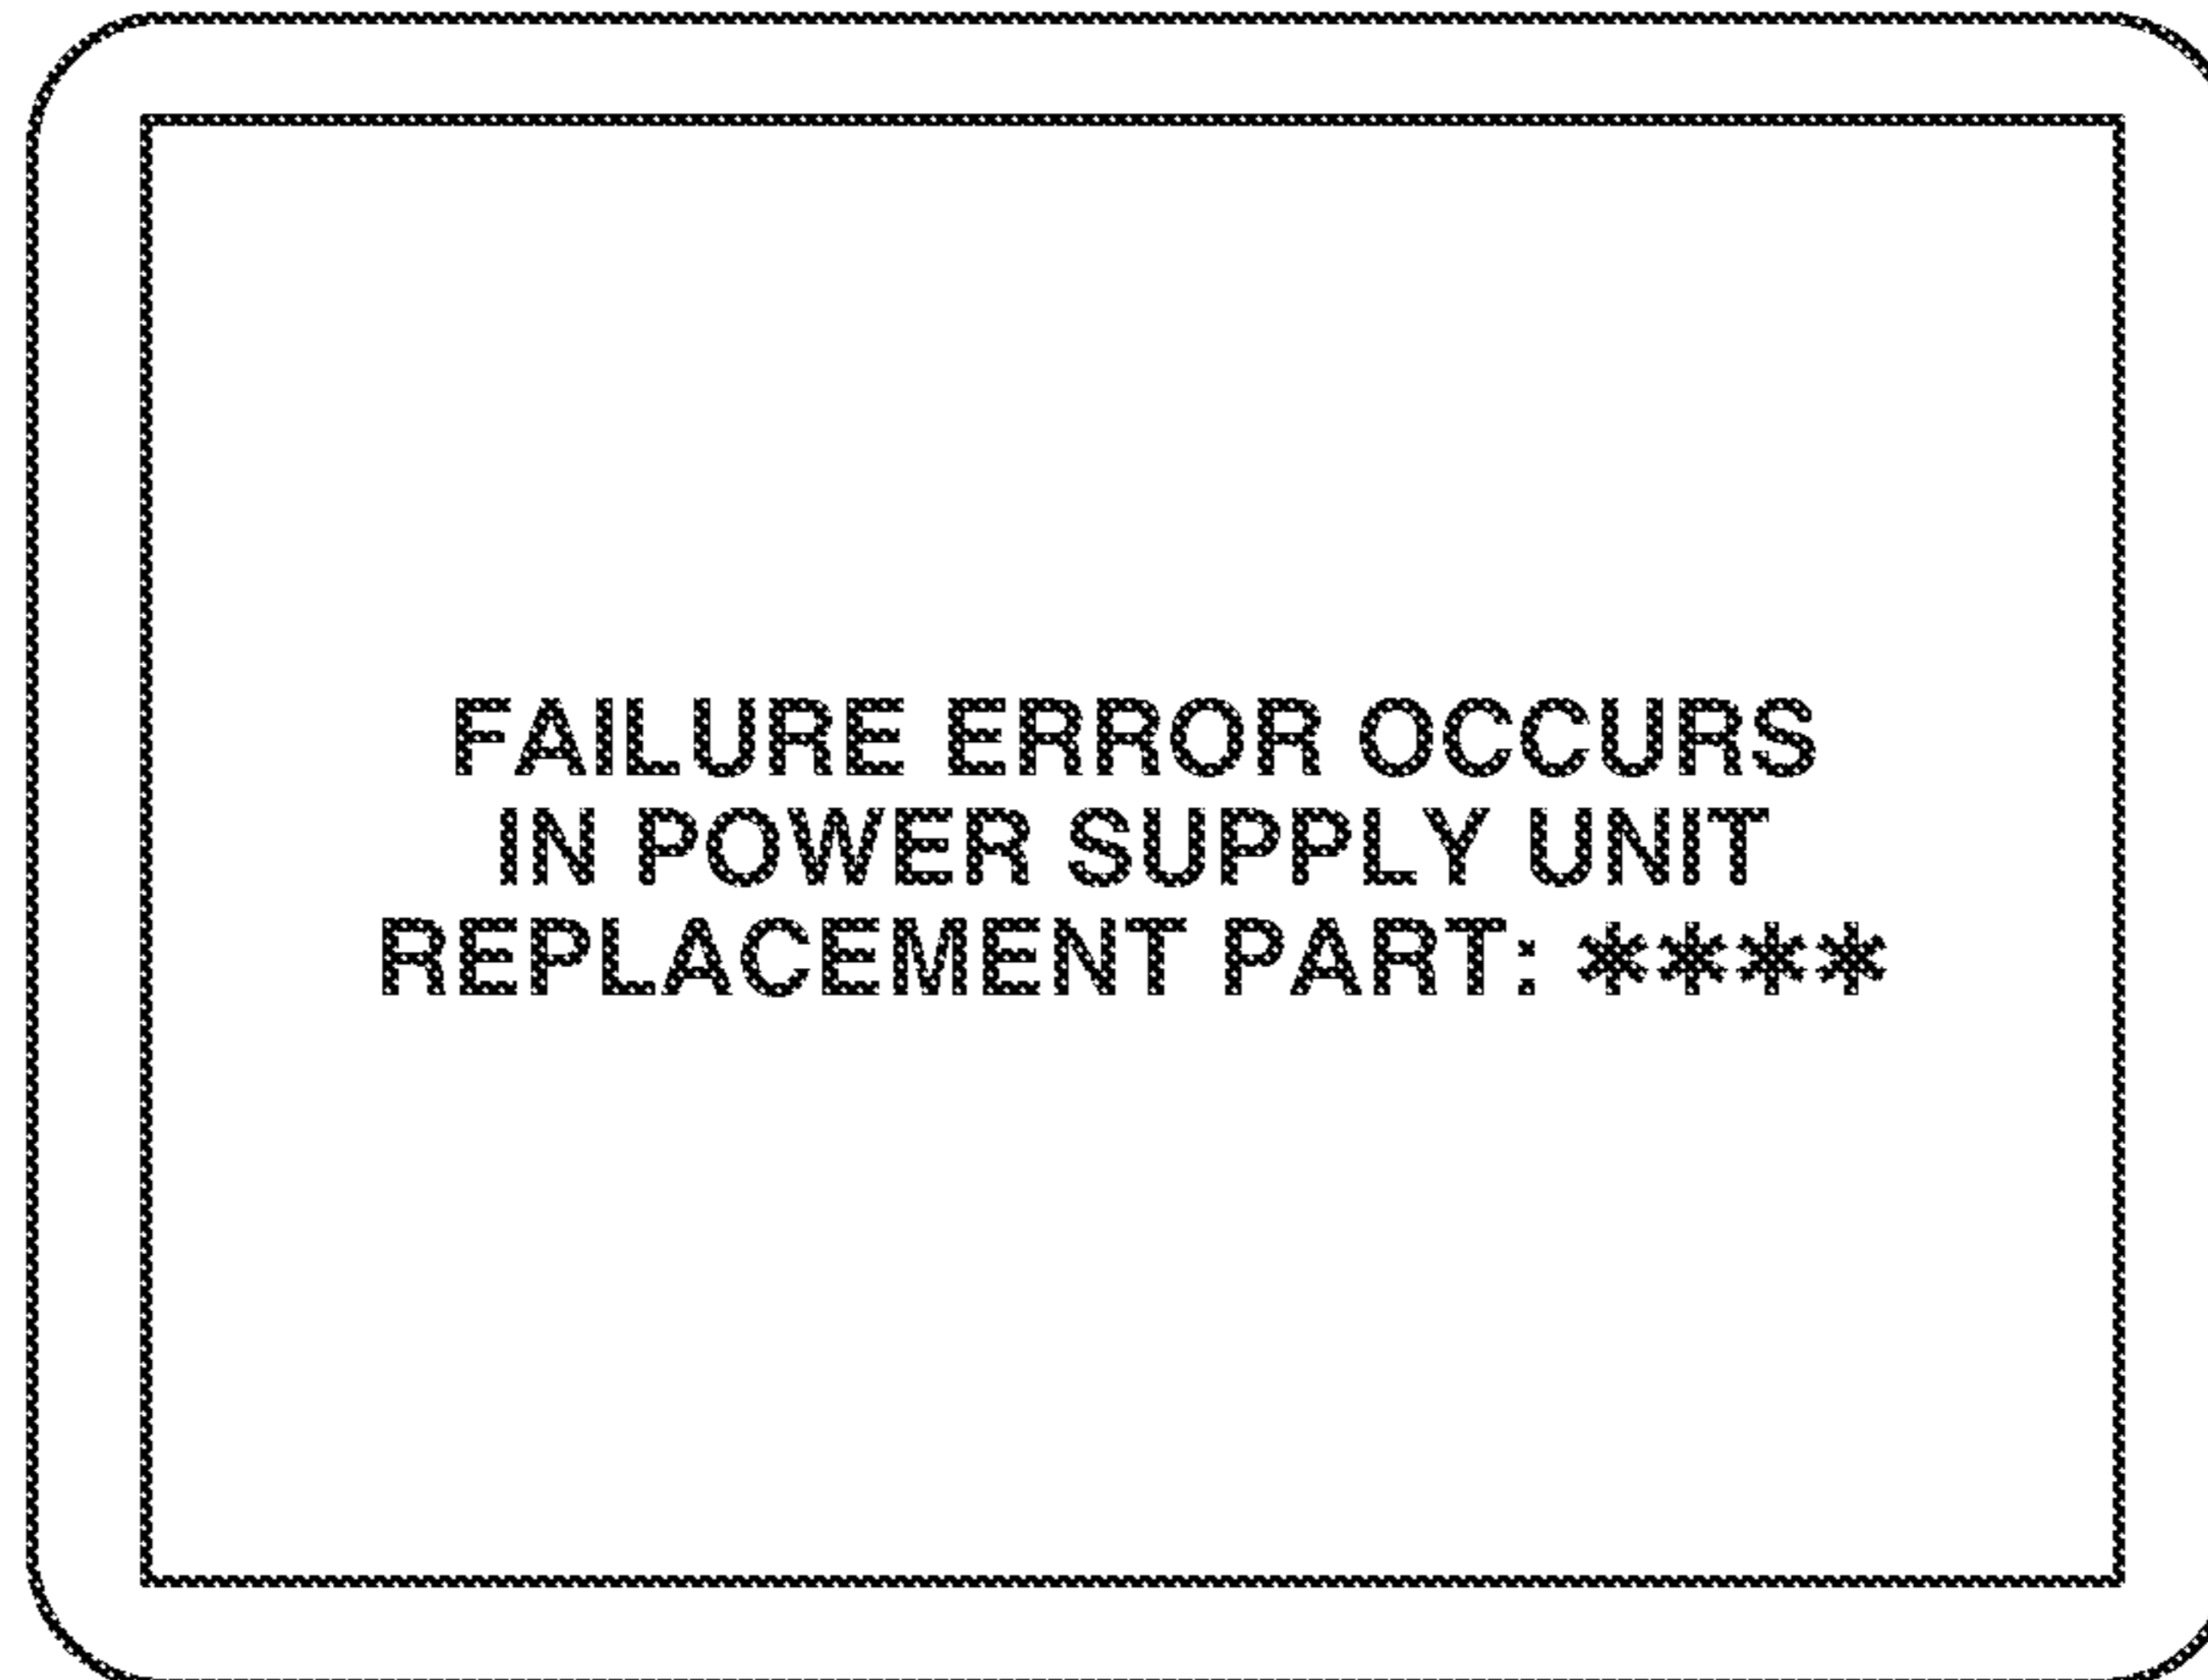 FAILURE ERROR OCCURS
IN POWER SUPPLY UNIT
REPLACEMENT PART: ****